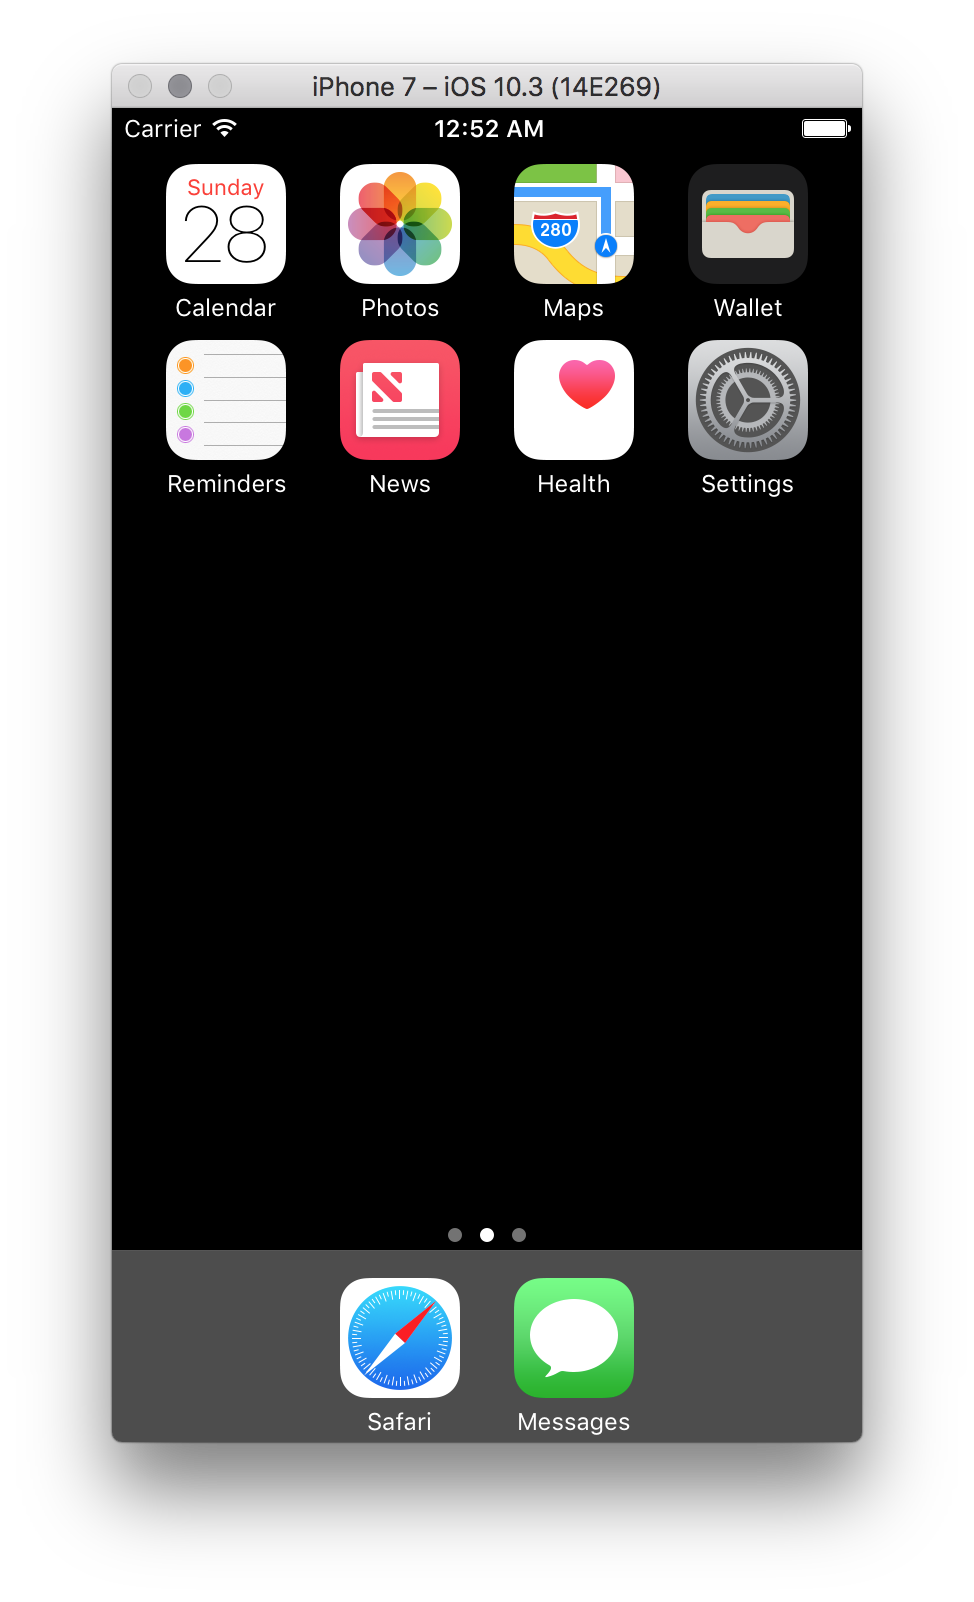 iPhone 7 – iOS 10.3 (14E269)
Carrier 12:52 AM
Sunday
28
280
Calendar Photos Maps Wallet
Reminders News Health Settings
Safari Messages